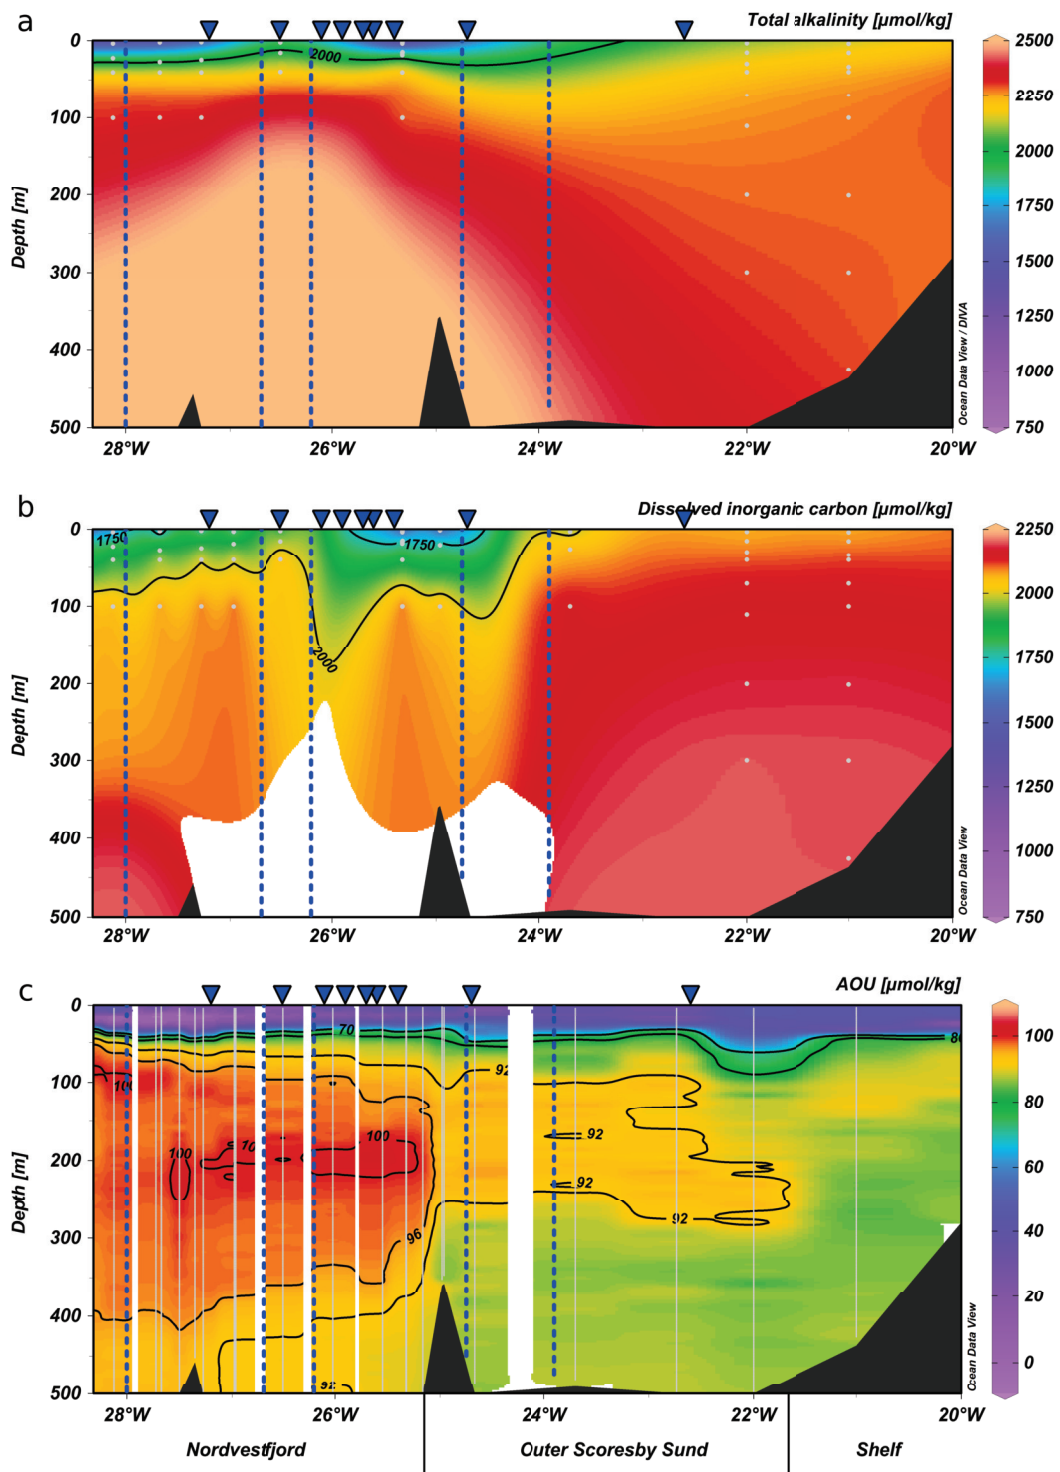 a
Total alkalinity [µmol/kg]
0
100
200
300
400
500
Depth [m]
2000
28°W
26°W
24°W
22°W
20°W
Ocean Data View / DIVA
2500
2250
2000
1750
1500
1250
1000
750
b
Dissolved inorganic carbon [µmol/kg]
0
100
200
300
400
500
Depth [m]
1750
1750
2000
28°W
26°W
24°W
22°W
20°W
Ocean Data View
2250
2000
1750
1500
1250
1000
750
c
AOU [µmol/kg]
0
100
200
300
400
500
Depth [m]
70
92
100
100
10
100
92
92
92
96
92
80
28°W
26°W
24°W
22°W
20°W
Ocean Data View
100
80
60
40
20
0
Nordvestfjord
Outer Scoresby Sund
Shelf